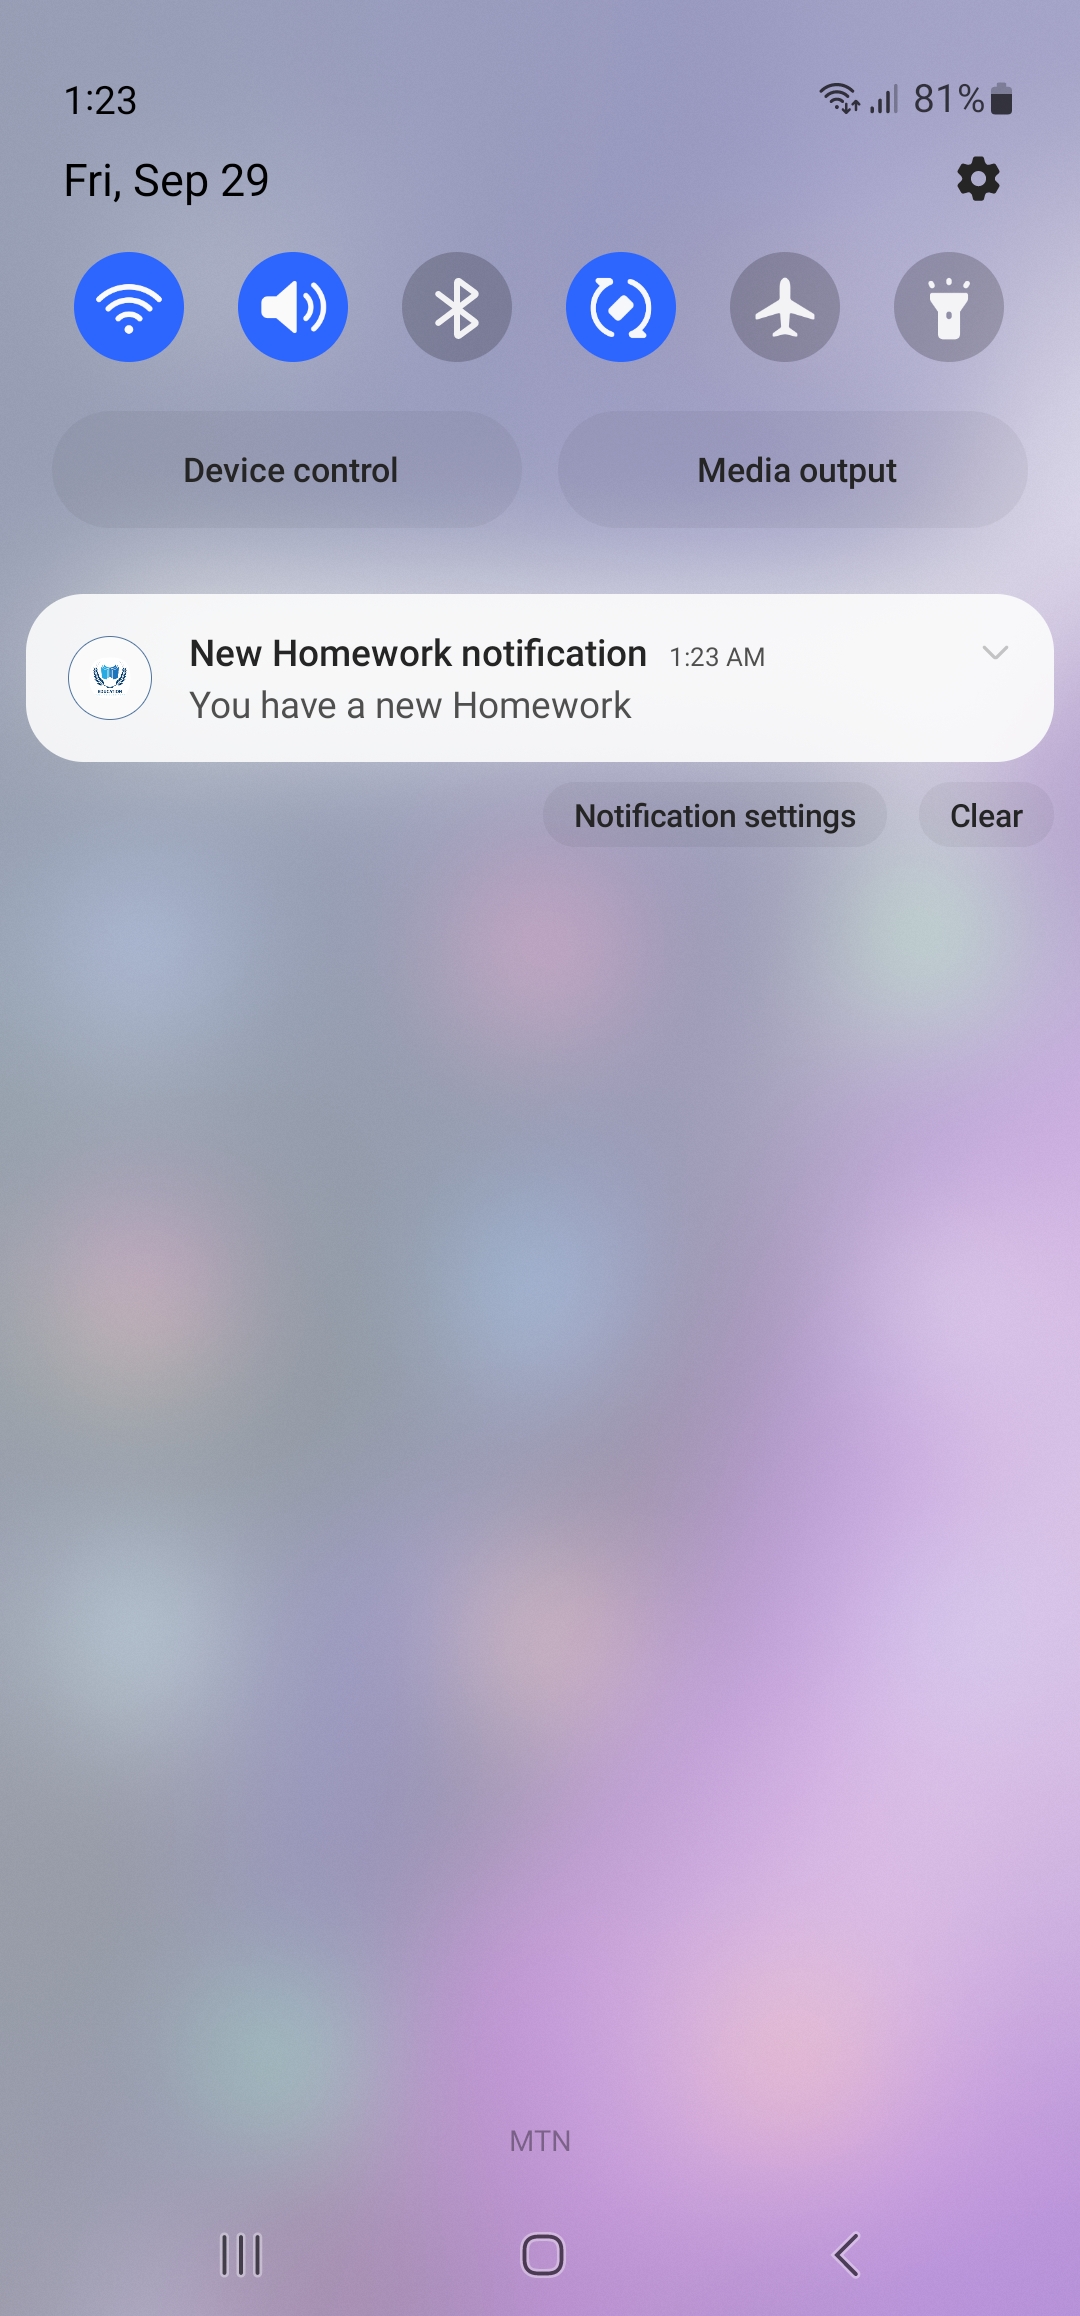 1:23
81%
Fri, Sep 29
Device control
Media output
New Homework notification 1:23 AM
You have a new Homework
EDUCATION
Notification settings
Clear
MTN